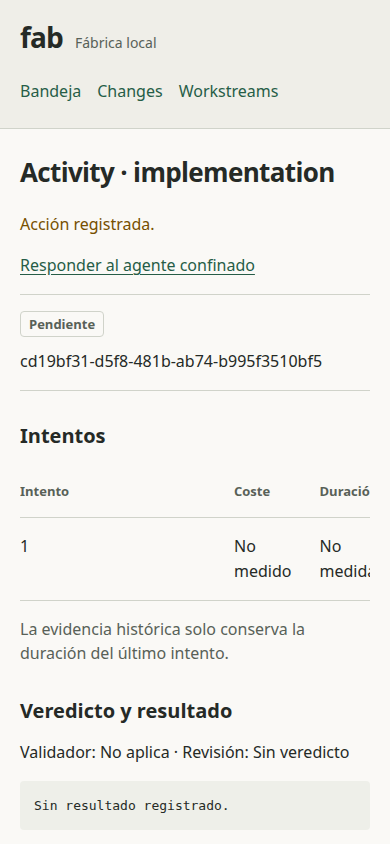 fab Fábrica local
Bandeja Changes Workstreams
Activity · implementation
Acción registrada.
Responder al agente confinado
Pendiente
cd19bf31-d5f8-481b-ab74-b995f3510bf5
Intentos
Intento Coste Duració
1 No No
medido medida
La evidencia histórica solo conserva la
duración del último intento.
Veredicto y resultado
Validador: No aplica · Revisión: Sin veredicto
Sin resultado registrado.